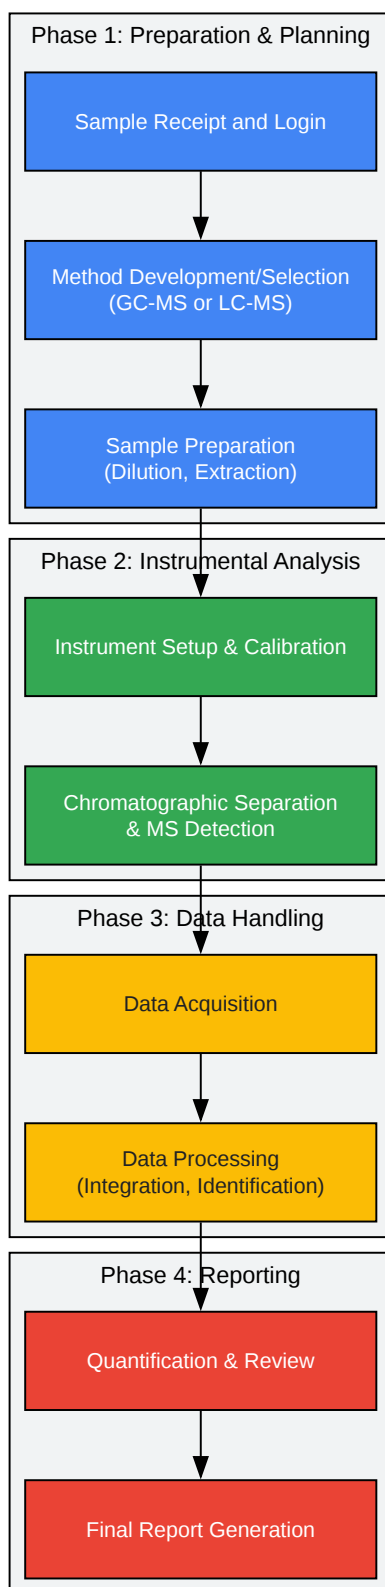 Phase 1: Preparation & Planning
Sample Receipt and Login
Method Development/Selection
(GC-MS or LC-MS)
Sample Preparation
(Dilution, Extraction)
Phase 2: Instrumental Analysis
Instrument Setup & Calibration
Chromatographic Separation
& MS Detection
Phase 3: Data Handling
Data Acquisition
Data Processing
(Integration, Identification)
Phase 4: Reporting
Quantification & Review
Final Report Generation